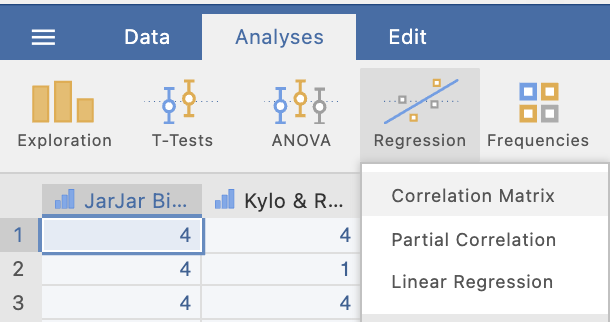 Data Analyses Edit
Exploration T-Tests ANOVA Regression Frequencies
Correlation Matrix
Partial Correlation
Linear Regression
JarJar Bi... Kylo & R...
1 4 4
2 4 1
3 4 4